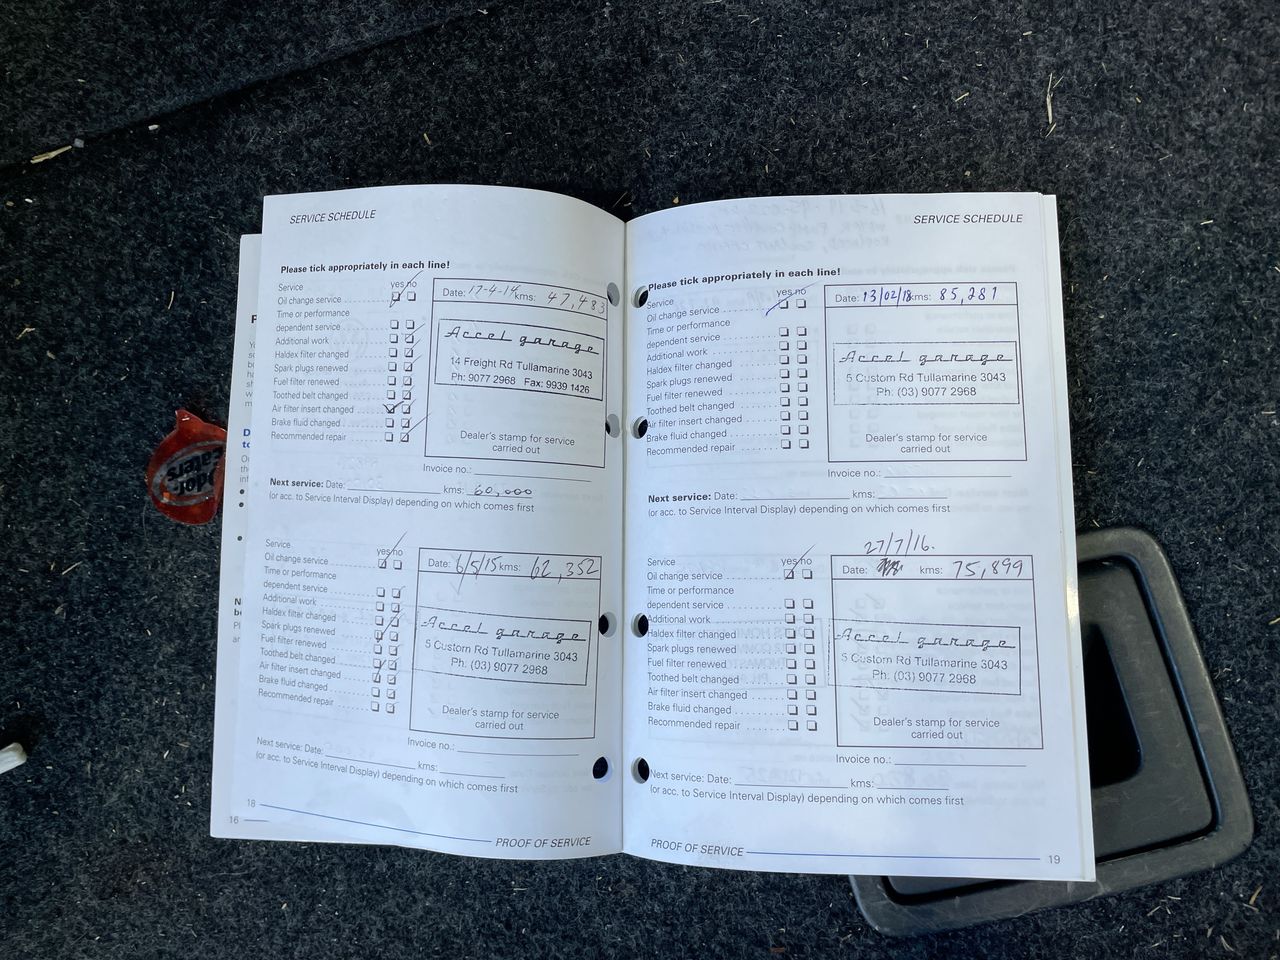 SERVICE SCHEDULE
Please tick appropriately in each line!
Service yes no
Oil change service
Time or performance
dependent service
Additional work
Haldex filter changed
Spark plugs renewed
Fuel filter renewed
Toothed belt changed
Air filter insert changed
Brake fluid changed
Recommended repair
Date: 17-4-14 kms: 47,483
Accel garage
14 Freight Rd Tullamarine 3043
Ph: 9077 2968 Fax: 9939 1426
Dealer's stamp for service
carried out
Invoice no.:
Next service: Date: kms: 60,000
(or acc. to Service Interval Display) depending on which comes first
Service yes no
Oil change service
Time or performance
dependent service
Additional work
Haldex filter changed
Spark plugs renewed
Fuel filter renewed
Toothed belt changed
Air filter insert changed
Brake fluid changed
Recommended repair
Date: 6/5/15 kms: 62,352
Accel garage
5 Custom Rd Tullamarine 3043
Ph: (03) 9077 2968
Dealer's stamp for service
carried out
Invoice no.:
Next service: Date: kms:
(or acc. to Service Interval Display) depending on which comes first
18
16
PROOF OF SERVICE
SERVICE SCHEDULE
Please tick appropriately in each line!
Service yes no
Oil change service
Time or performance
dependent service
Additional work
Haldex filter changed
Spark plugs renewed
Fuel filter renewed
Toothed belt changed
Air filter insert changed
Brake fluid changed
Recommended repair
Date: 13/02/18 kms: 85,281
Accel garage
5 Custom Rd Tullamarine 3043
Ph: (03) 9077 2968
Dealer's stamp for service
carried out
Invoice no.:
Next service: Date: kms:
(or acc. to Service Interval Display) depending on which comes first
27/7/16.
Service yes no
Oil change service
Time or performance
dependent service
Additional work
Haldex filter changed
Spark plugs renewed
Fuel filter renewed
Toothed belt changed
Air filter insert changed
Brake fluid changed
Recommended repair
Date: kms: 75,899
Accel garage
5 Custom Rd Tullamarine 3043
Ph: (03) 9077 2968
Dealer's stamp for service
carried out
Invoice no.:
Next service: Date: kms:
(or acc. to Service Interval Display) depending on which comes first
PROOF OF SERVICE
19